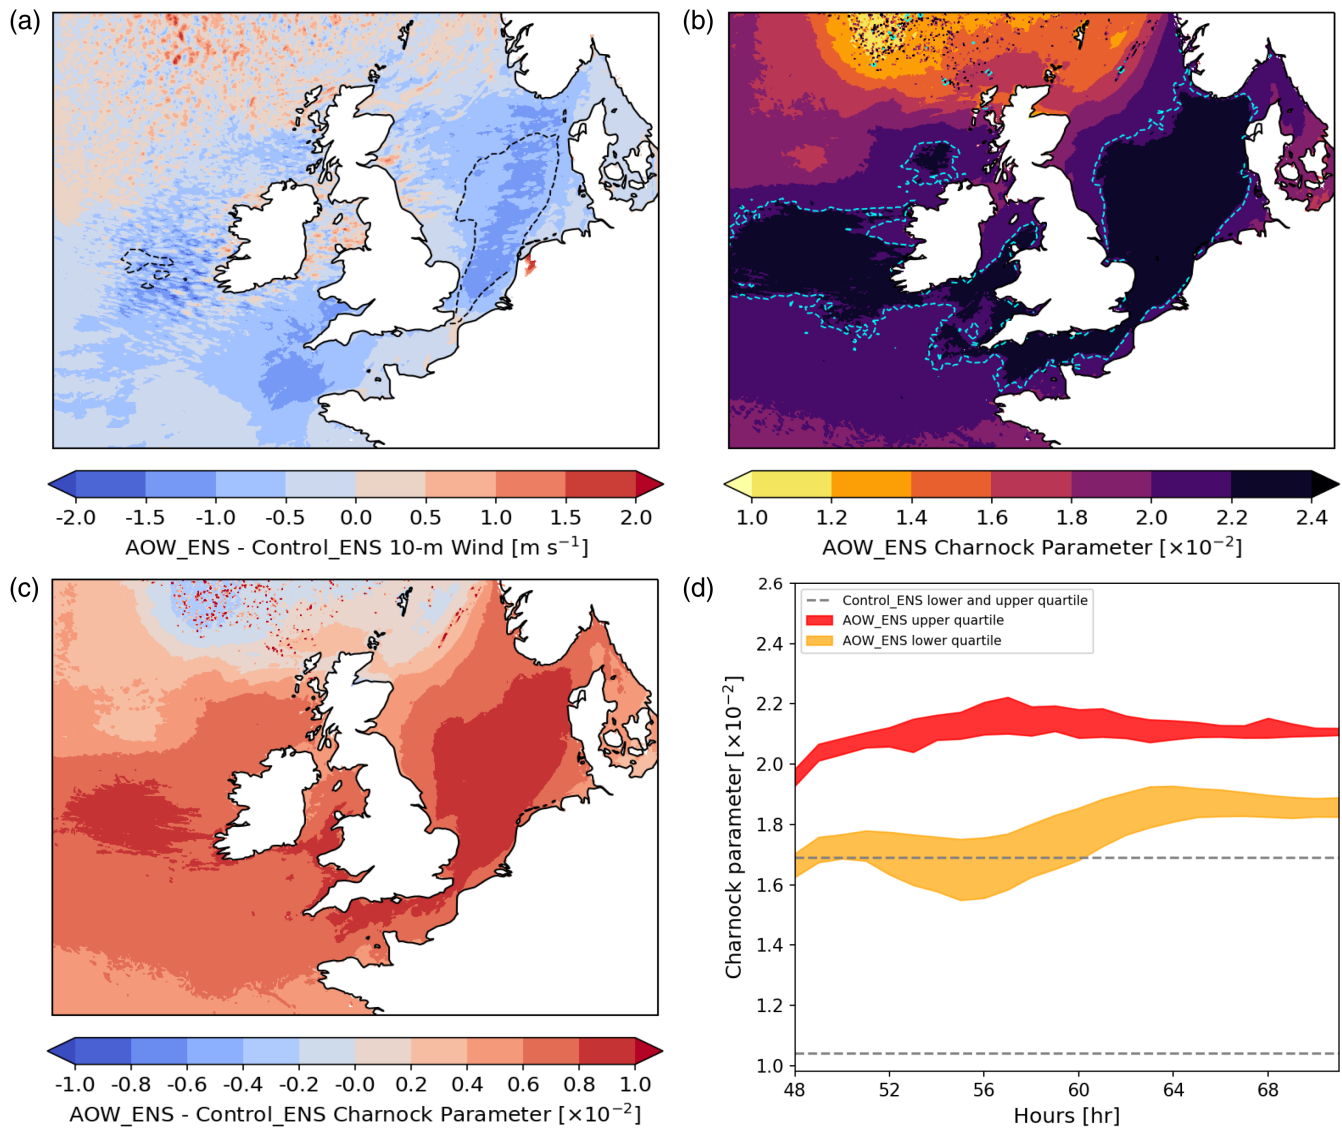 (a)
(b)
-2.0 -1.5 -1.0 -0.5 0.0 0.5 1.0 1.5 2.0
AOW_ENS - Control_ENS 10-m Wind [m s⁻¹]
1.0 1.2 1.4 1.6 1.8 2.0 2.2 2.4
AOW_ENS Charnock Parameter [×10⁻²]
(c)
-1.0 -0.8 -0.6 -0.4 -0.2 -0.0 0.2 0.4 0.6 0.8 1.0
AOW_ENS - Control_ENS Charnock Parameter [×10⁻²]
(d)
Charnock parameter [×10⁻²]
2.6
2.4
2.2
2.0
1.8
1.6
1.4
1.2
1.0
Control_ENS lower and upper quartile
AOW_ENS upper quartile
AOW_ENS lower quartile
48 52 56 60 64 68
Hours [hr]